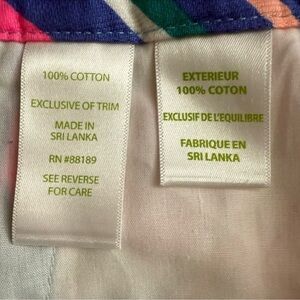 100% COTTON
EXCLUSIVE OF TRIM
MADE IN
SRI LANKA
RN #88189
SEE REVERSE
FOR CARE
EXTERIEUR
100% COTON
EXCLUSIF DE L'EQUILIBRE
FABRIQUE EN
SRI LANKA